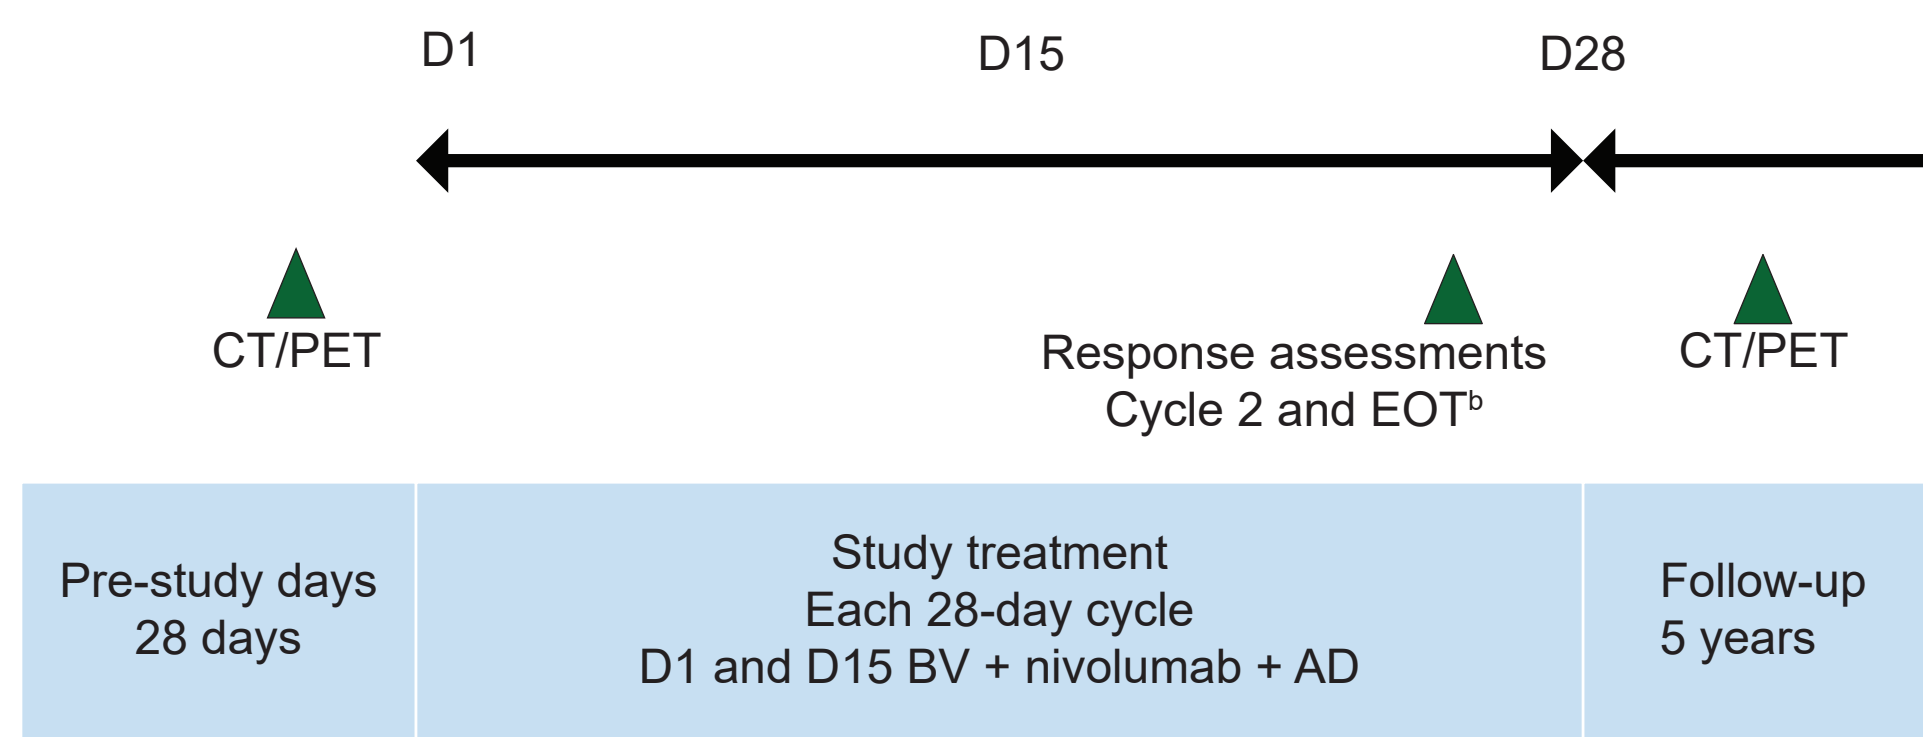 D1
D15
D28
CT/PET
Response assessments
Cycle 2 and EOTᵇ
CT/PET
Pre-study days
28 days
Study treatment
Each 28-day cycle
D1 and D15 BV + nivolumab + AD
Follow-up
5 years